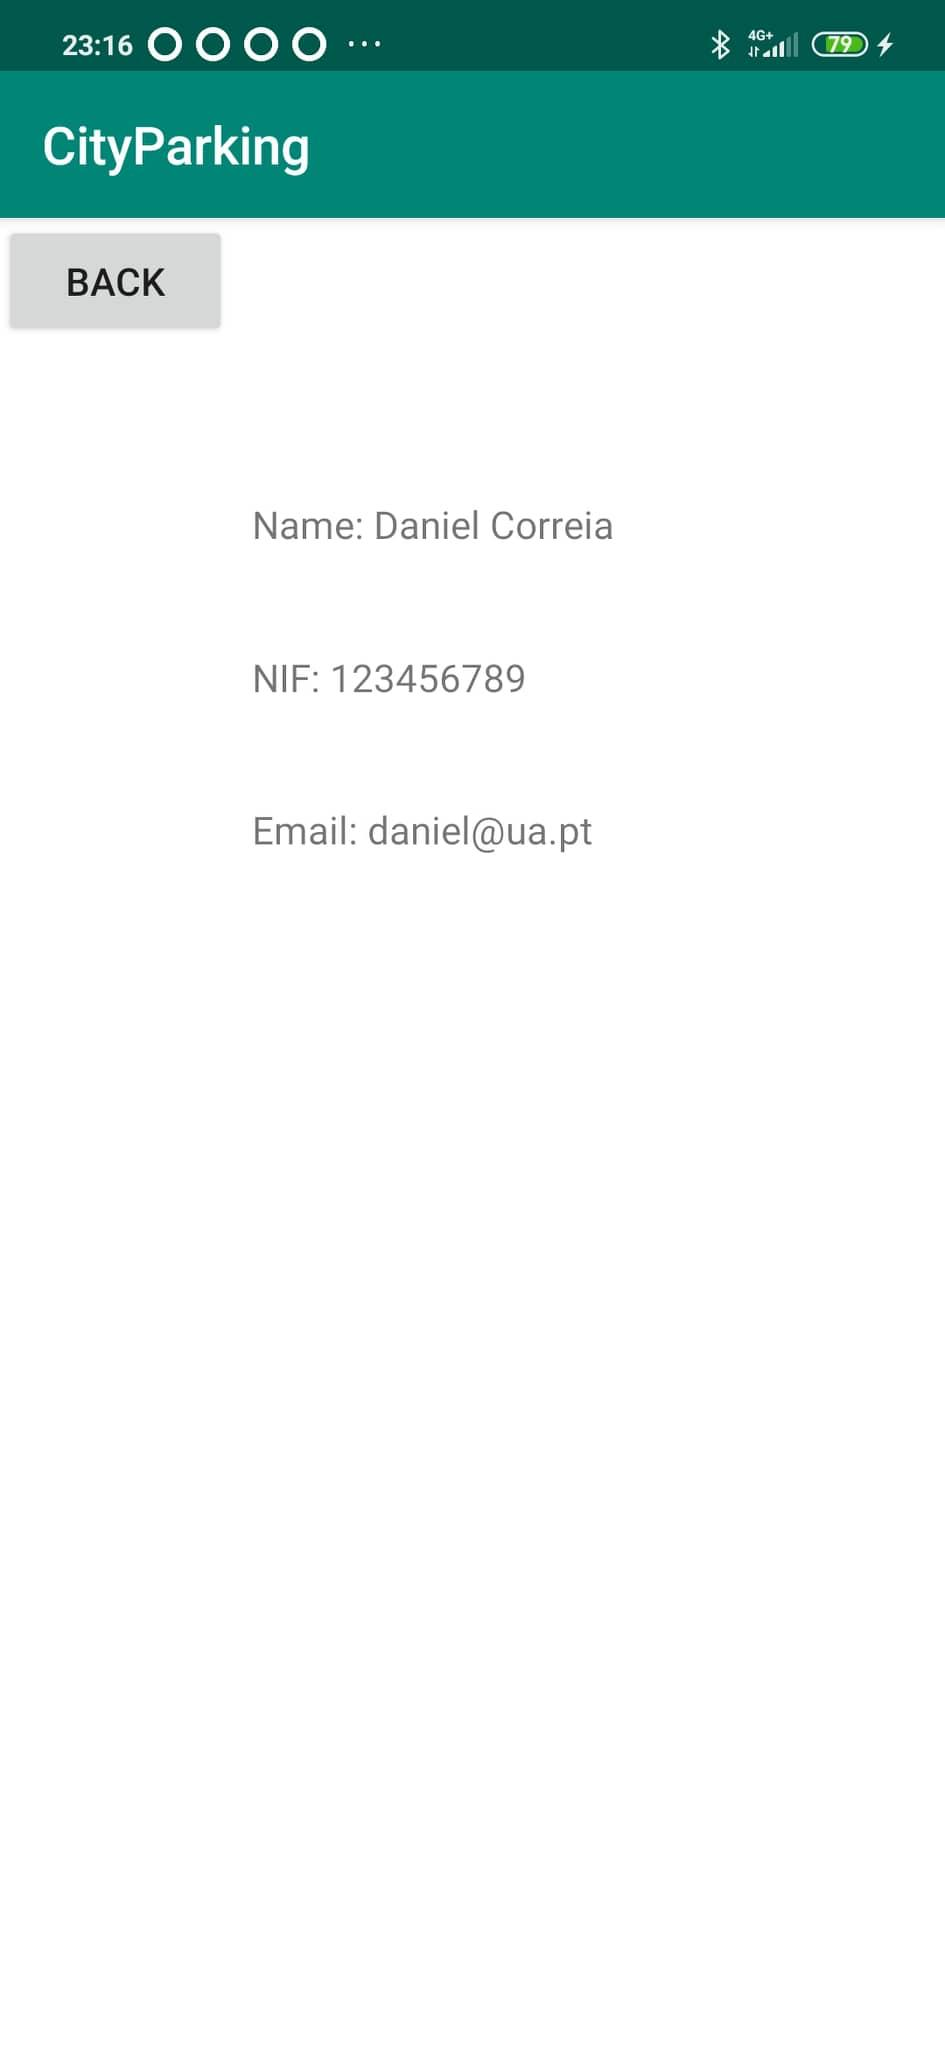 23:16
4G+
79
CityParking
BACK
Name: Daniel Correia
NIF: 123456789
Email: daniel@ua.pt